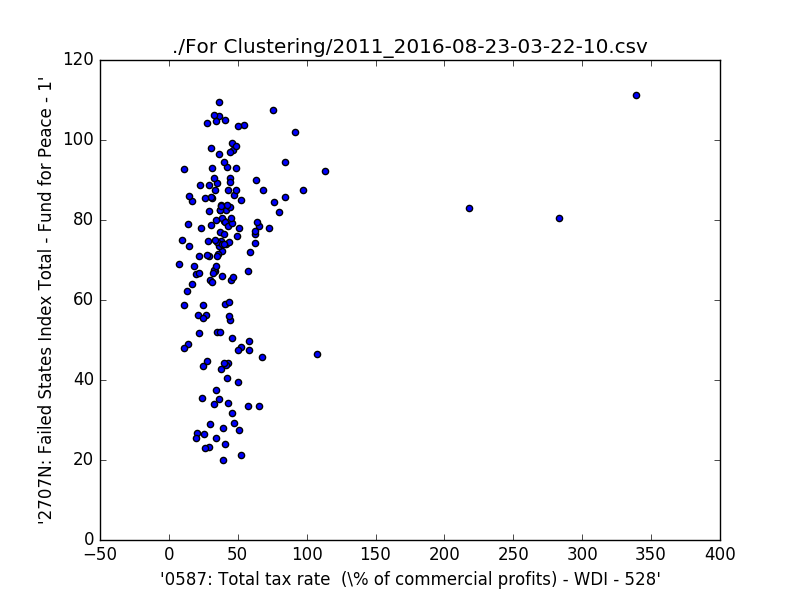 ./For Clustering/2011_2016-08-23-03-22-10.csv
120
100
80
60
40
20
0
'2707N: Failed States Index Total - Fund for Peace - 1'
−50 0 50 100 150 200 250 300 350 400
'0587: Total tax rate  (\% of commercial profits) - WDI - 528'